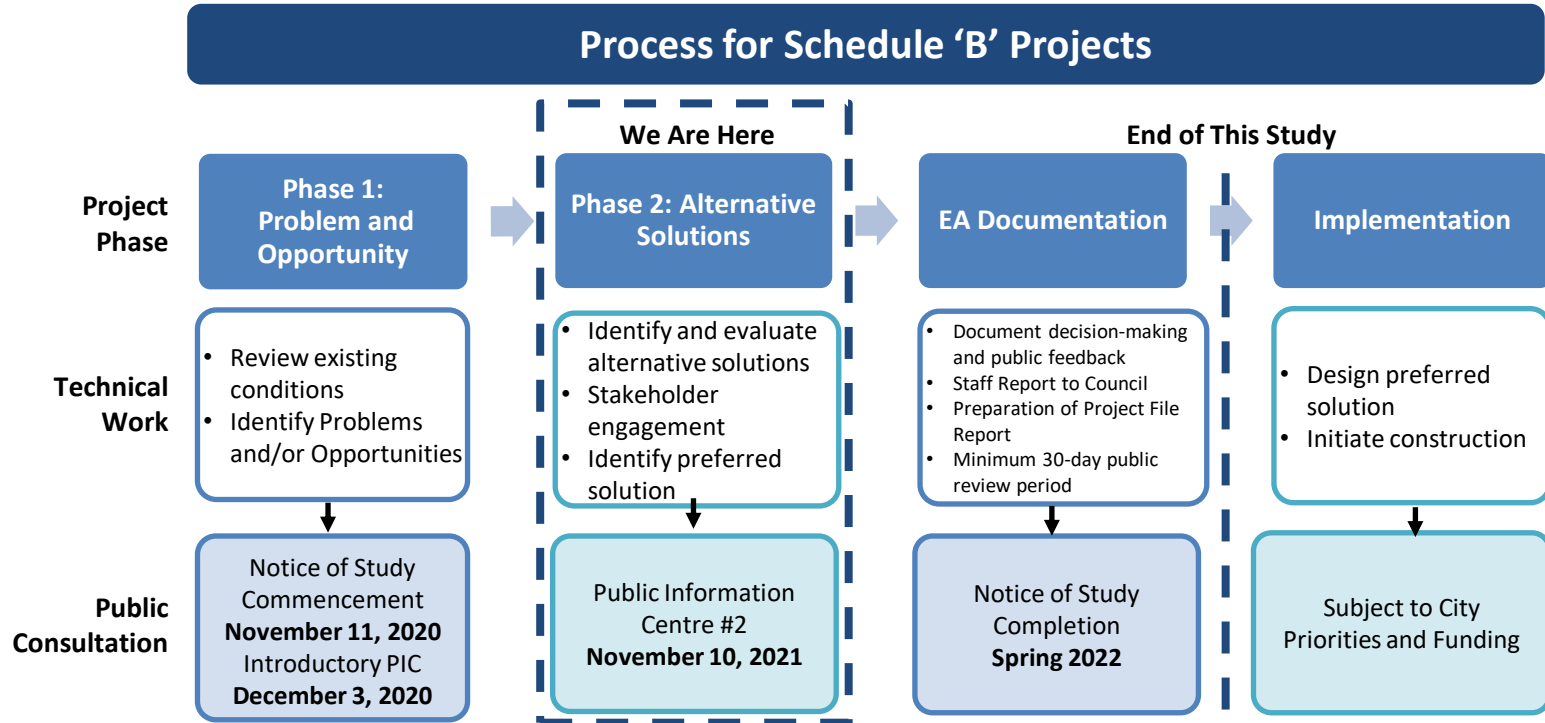 Process for Schedule ‘B’ Projects
We Are Here
End of This Study
Project
Phase
Phase 1:
Problem and
Opportunity
Phase 2: Alternative
Solutions
EA Documentation
Implementation
Technical
Work
• Review existing
conditions
• Identify Problems
and/or Opportunities
• Identify and evaluate
alternative solutions
• Stakeholder
engagement
• Identify preferred
solution
• Document decision-making
and public feedback
• Staff Report to Council
• Preparation of Project File
Report
• Minimum 30-day public
review period
• Design preferred
solution
• Initiate construction
Public
Consultation
Notice of Study
Commencement
November 11, 2020
Introductory PIC
December 3, 2020
Public Information
Centre #2
November 10, 2021
Notice of Study
Completion
Spring 2022
Subject to City
Priorities and Funding